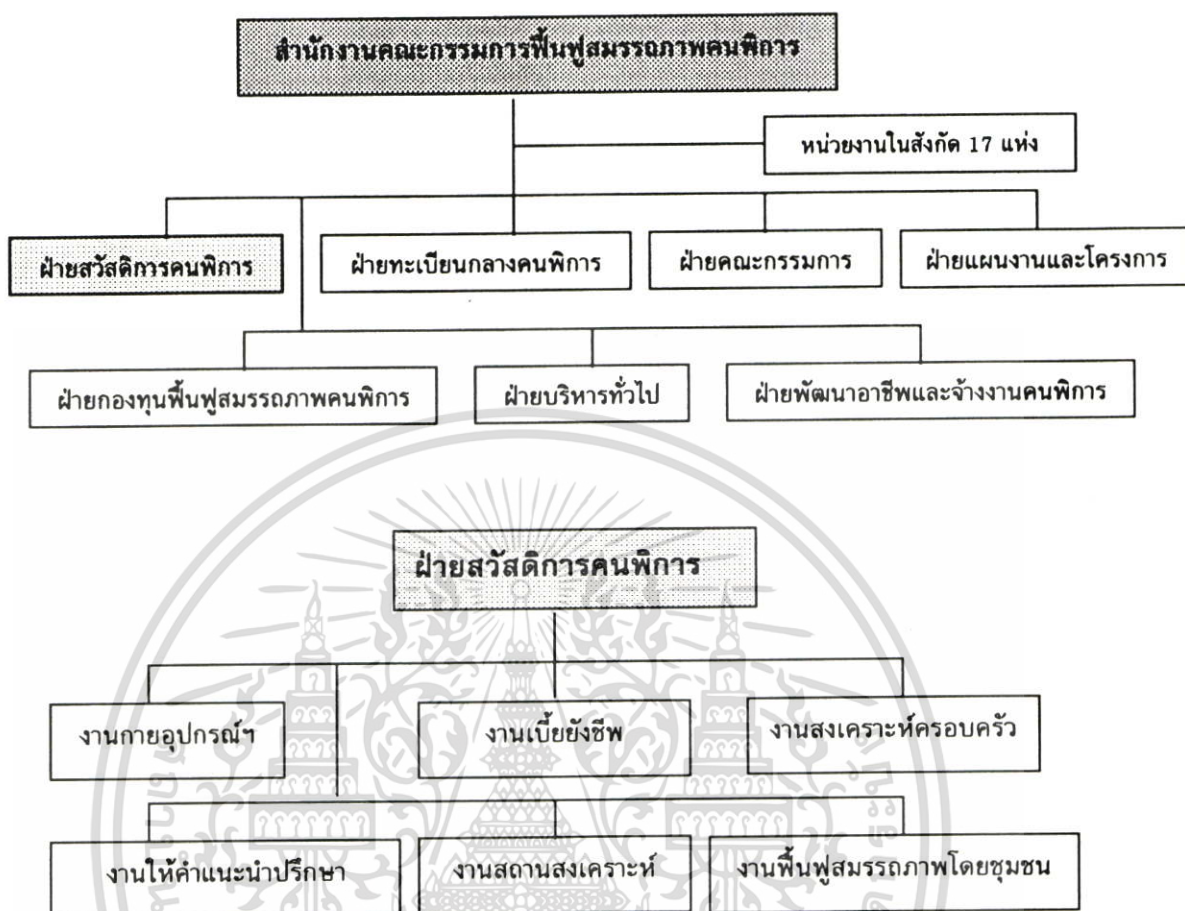 สำนักงานคณะกรรมการฟื้นฟูสมรรถภาพคนพิการ
หน่วยงานในสังกัด 17 แห่ง
ฝ่ายสวัสดิการคนพิการ
ฝ่ายทะเบียนกลางคนพิการ
ฝ่ายคณะกรรมการ
ฝ่ายแผนงานและโครงการ
ฝ่ายกองทุนฟื้นฟูสมรรถภาพคนพิการ
ฝ่ายบริหารทั่วไป
ฝ่ายพัฒนาอาชีพและจ้างงานคนพิการ
ฝ่ายสวัสดิการคนพิการ
งานกายอุปกรณ์ฯ
งานเบี้ยยังชีพ
งานสงเคราะห์ครอบครัว
งานให้คำแนะนำปรึกษา
งานสถานสงเคราะห์
งานฟื้นฟูสมรรถภาพโดยชุมชน